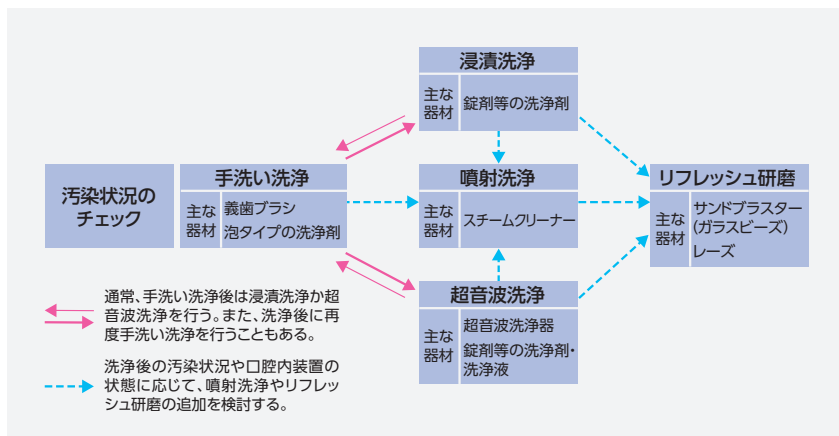 浸漬洗浄
主な
器材
錠剤等の洗浄剤
汚染状況の
チェック
手洗い洗浄
主な
器材
義歯ブラシ
泡タイプの洗浄剤
噴射洗浄
主な
器材
スチームクリーナー
リフレッシュ研磨
主な
器材
サンドブラスター
(ガラスビーズ)
レーズ
超音波洗浄
主な
器材
超音波洗浄器
錠剤等の洗浄剤・
洗浄液
通常、手洗い洗浄後は浸漬洗浄か超
音波洗浄を行う。また、洗浄後に再
度手洗い洗浄を行うこともある。
洗浄後の汚染状況や口腔内装置の
状態に応じて、噴射洗浄やリフレッ
シュ研磨の追加を検討する。